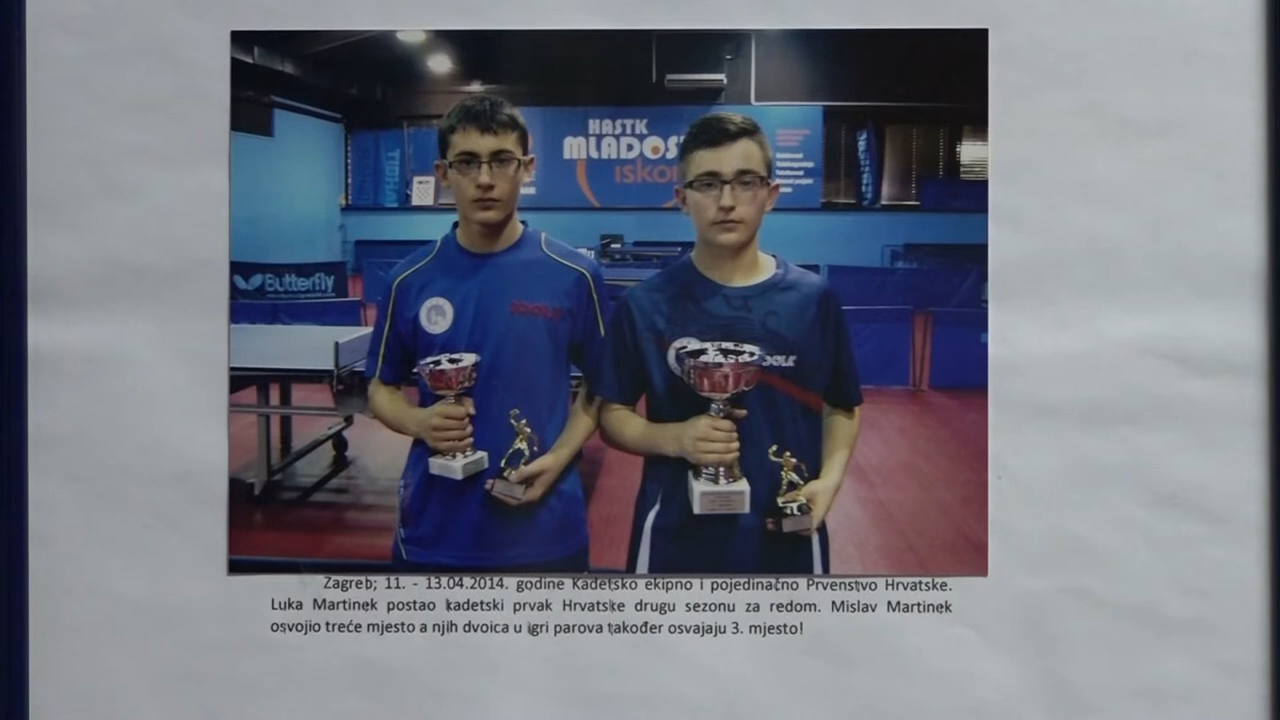 HASTK
MLADOS
iskon
Butterfly
JOOLA
Zagreb; 11. - 13.04.2014. godine Kadetsko ekipno i pojedinačno Prvenstvo Hrvatske.
Luka Martinek postao kadetski prvak Hrvatske drugu sezonu za redom. Mislav Martinek
osvojio treće mjesto a njih dvoica u igri parova također osvajaju 3. mjesto!